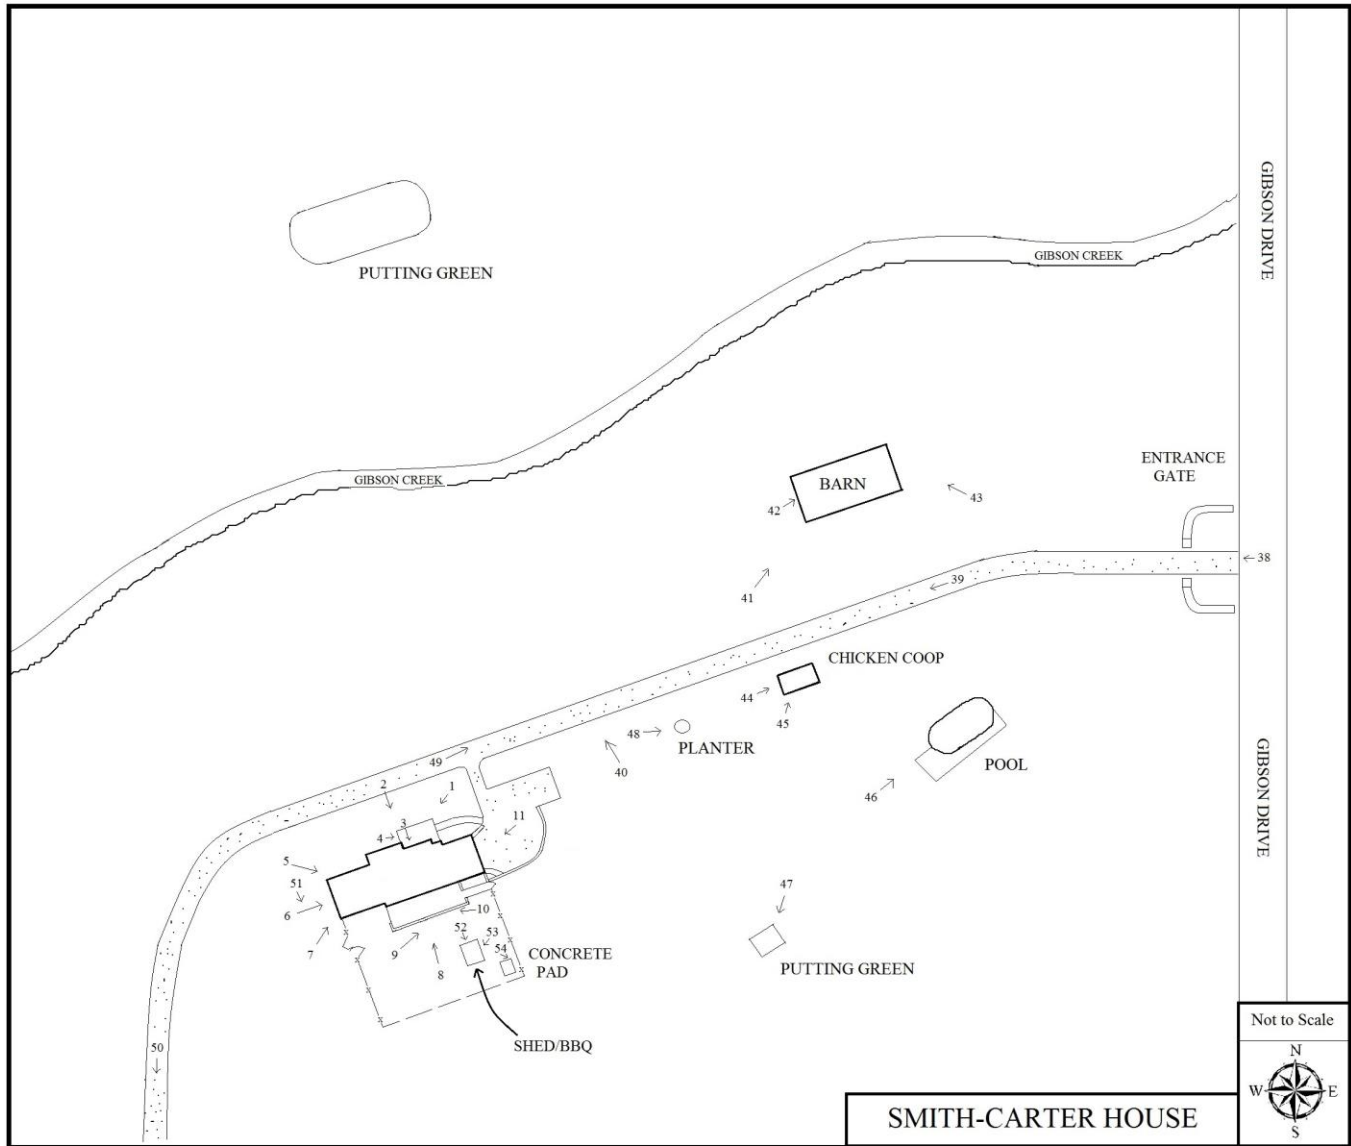 GIBSON DRIVE
PUTTING GREEN
GIBSON CREEK
GIBSON CREEK
ENTRANCE
GATE
BARN
42
43
38
41
39
CHICKEN COOP
44
45
48
PLANTER
40
49
POOL
46
GIBSON DRIVE
2
1
3
4
11
5
51
6
7
47
10
52
53
9
8
54
CONCRETE
PAD
PUTTING GREEN
50
SHED/BBQ
Not to Scale
N
W
E
S
SMITH-CARTER HOUSE